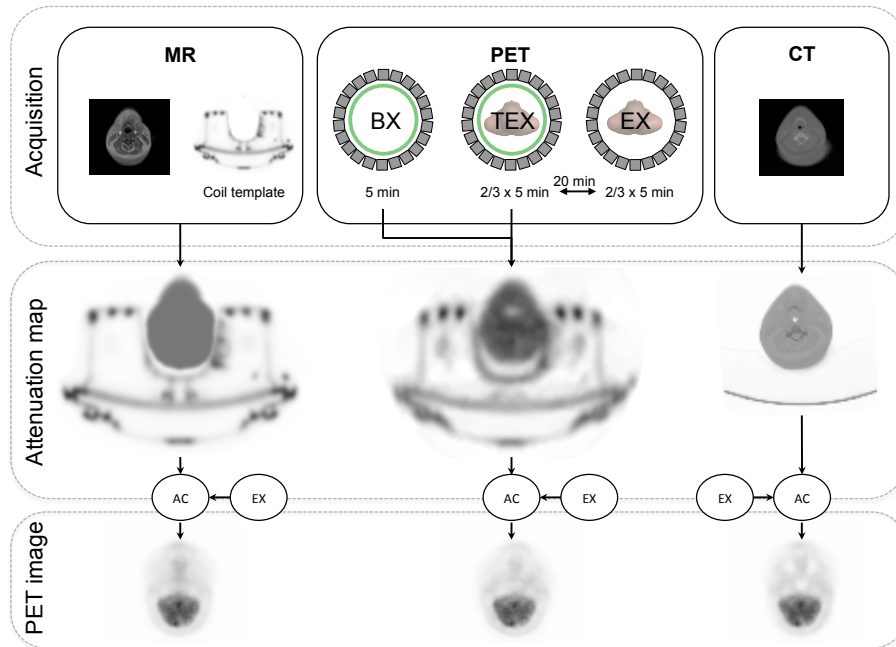 Acquisition
MR
Coil template
PET
BX
TEX
EX
5 min
2/3 x 5 min
20 min
2/3 x 5 min
CT
Attenuation map
AC
EX
AC
EX
EX
AC
PET image